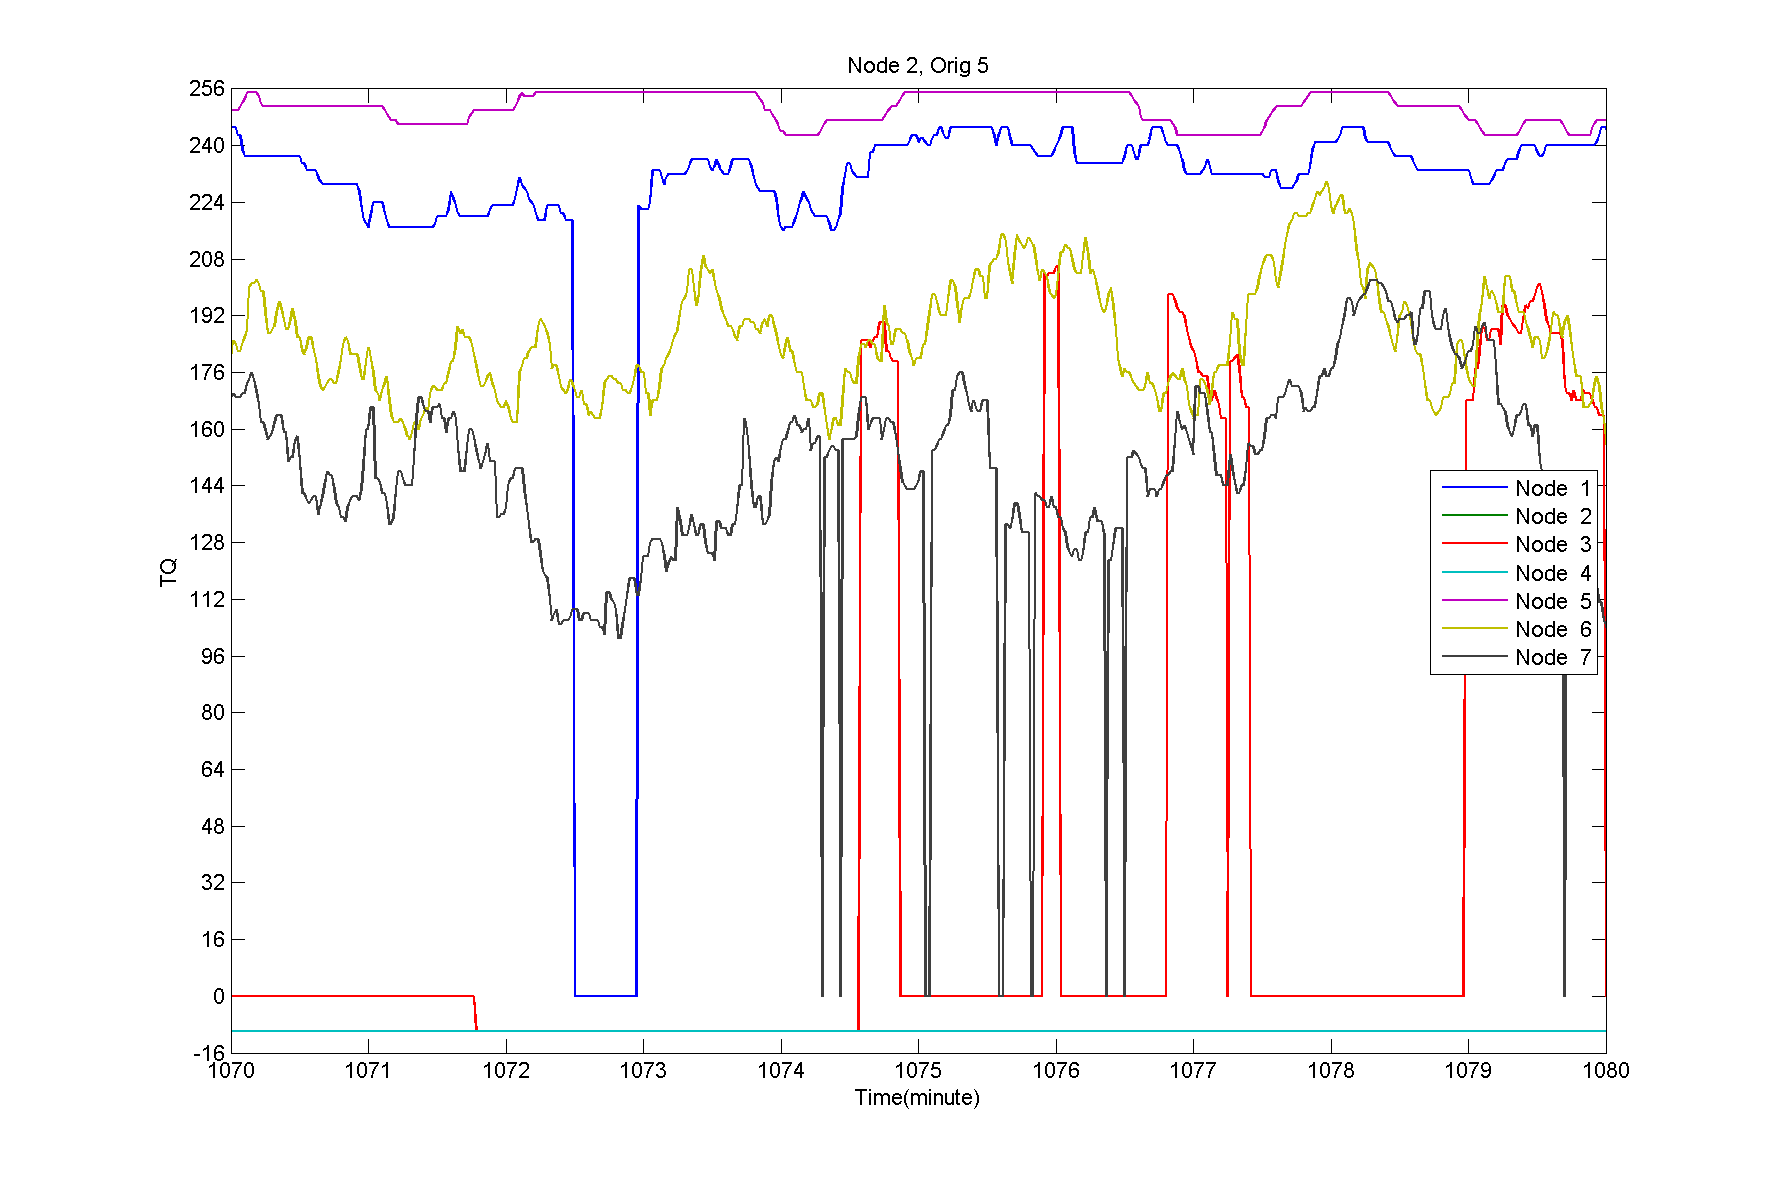 Node 2, Orig 5
256
240
224
208
192
176
160
144
128
112
96
80
64
48
32
16
0
-16
TQ
Node 1
Node 2
Node 3
Node 4
Node 5
Node 6
Node 7
1070 1071 1072 1073 1074 1075 1076 1077 1078 1079 1080
Time(minute)